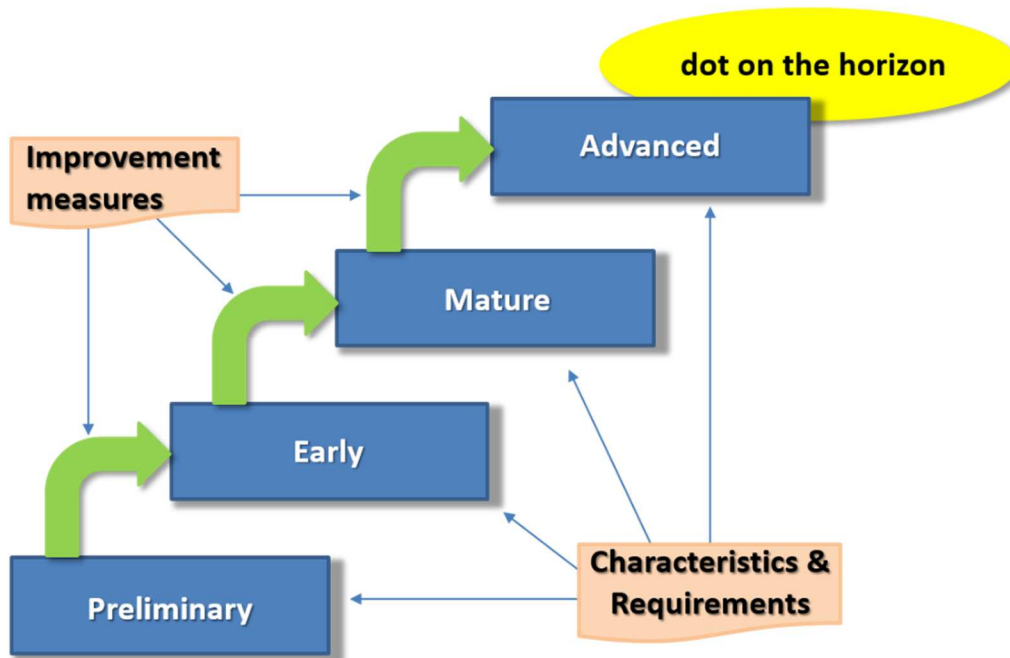 dot on the horizon
Advanced
Improvement
measures
Mature
Early
Characteristics &
Requirements
Preliminary